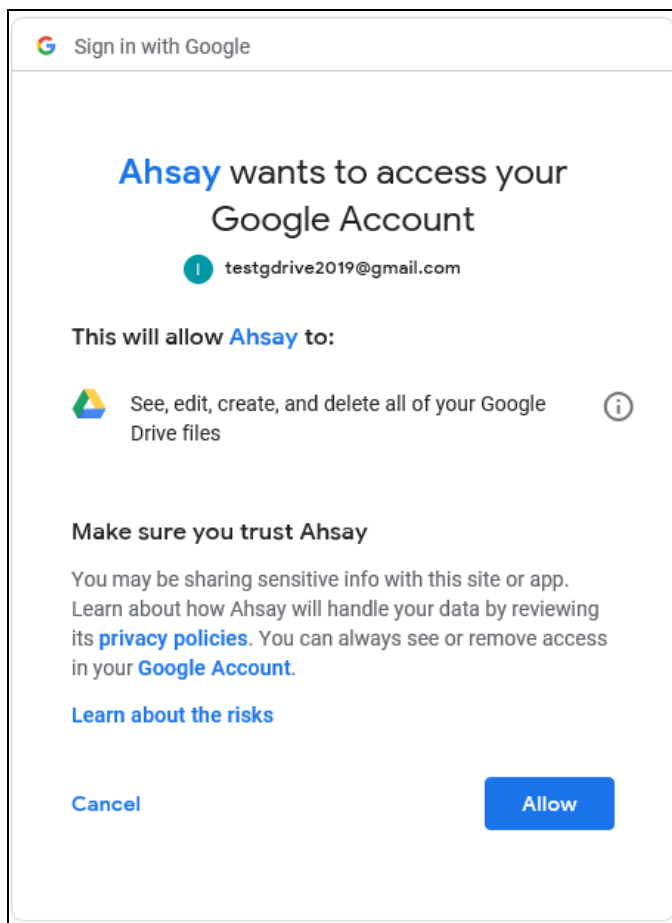 Sign in with Google
Ahsay wants to access your
Google Account
I testgdrive2019@gmail.com
This will allow Ahsay to:
See, edit, create, and delete all of your Google
Drive files
Make sure you trust Ahsay
You may be sharing sensitive info with this site or app.
Learn about how Ahsay will handle your data by reviewing
its privacy policies. You can always see or remove access
in your Google Account.
Learn about the risks
Cancel Allow